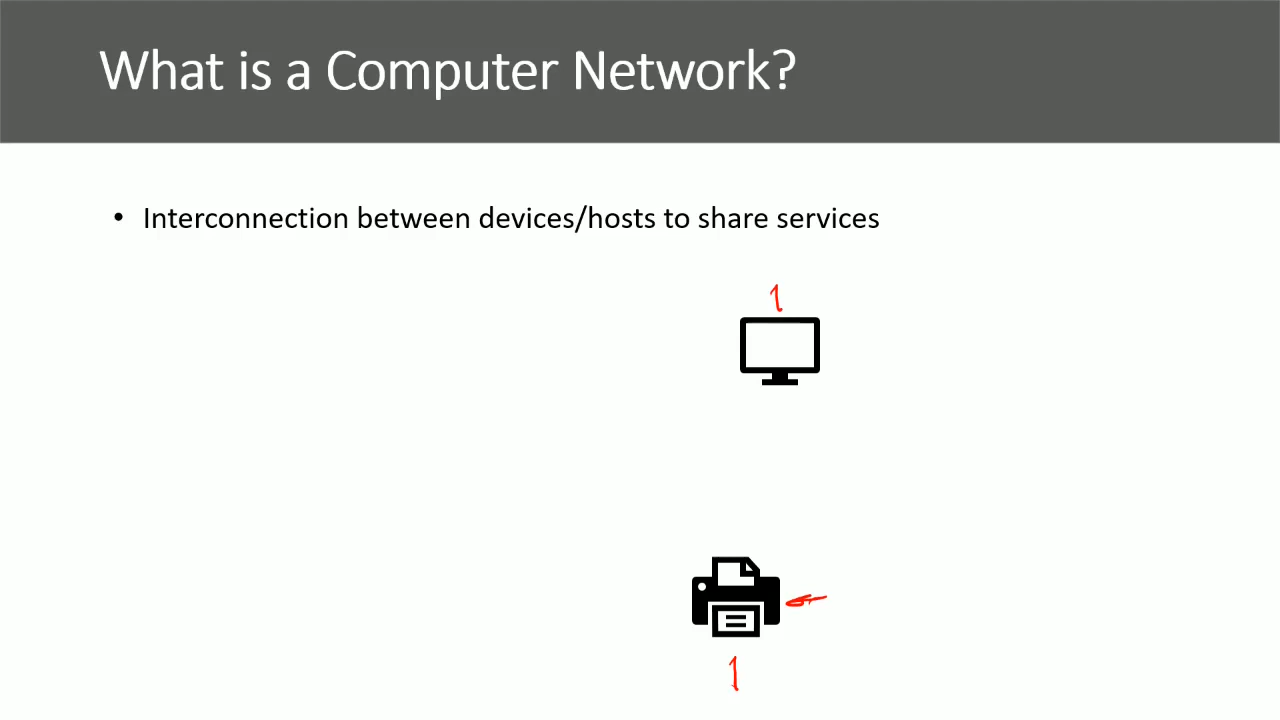 What is a Computer Network?
• Interconnection between devices/hosts to share services
1
1